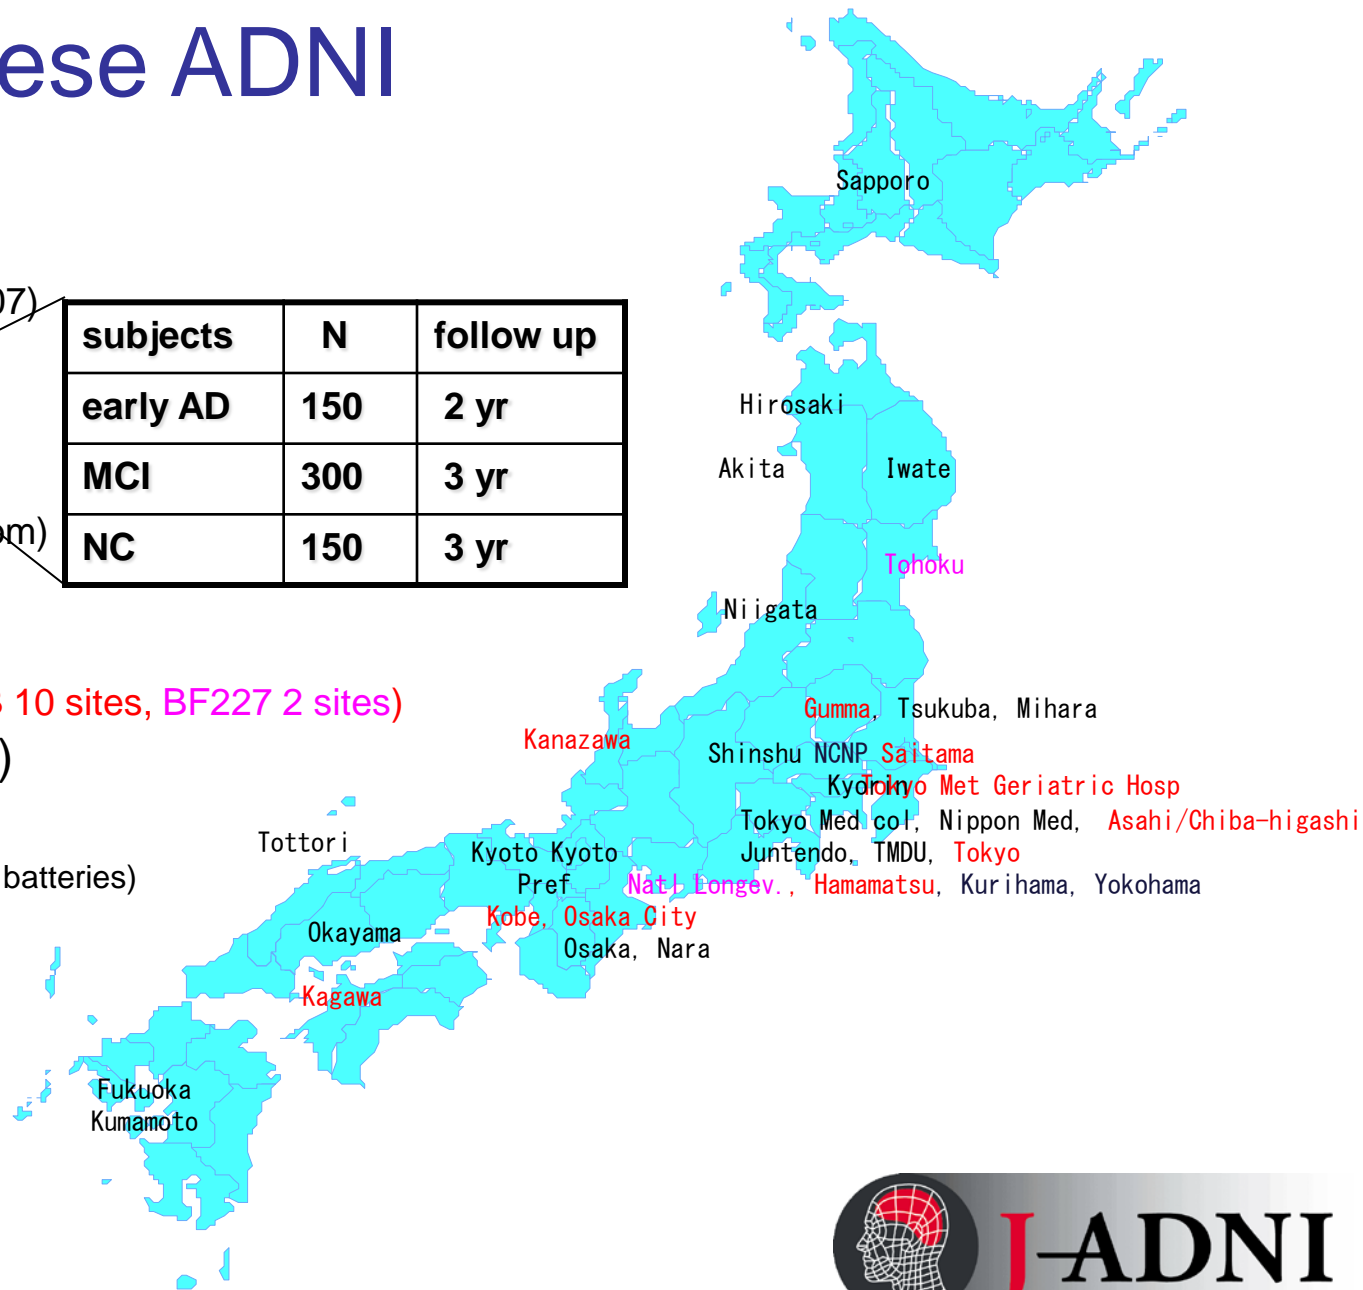 ese ADNI
Sapporo
07)
subjects N follow up
early AD 150 2 yr
MCI 300 3 yr
NC 150 3 yr
om)
Hirosaki
Akita Iwate
Tohoku
Niigata
10 sites, BF227 2 sites)
)
batteries)
Gumma, Tsukuba, Mihara
Kanazawa
Shinshu NCNP Saitama
Kyorin Tokyo Met Geriatric Hosp
Tokyo Med col, Nippon Med, Asahi/Chiba-higashi
Tottori
Kyoto Kyoto
Juntendo, TMDU, Tokyo
Pref
Natl Longev., Hamamatsu, Kurihama, Yokohama
Kobe, Osaka City
Okayama
Osaka, Nara
Kagawa
Fukuoka
Kumamoto
J-ADNI